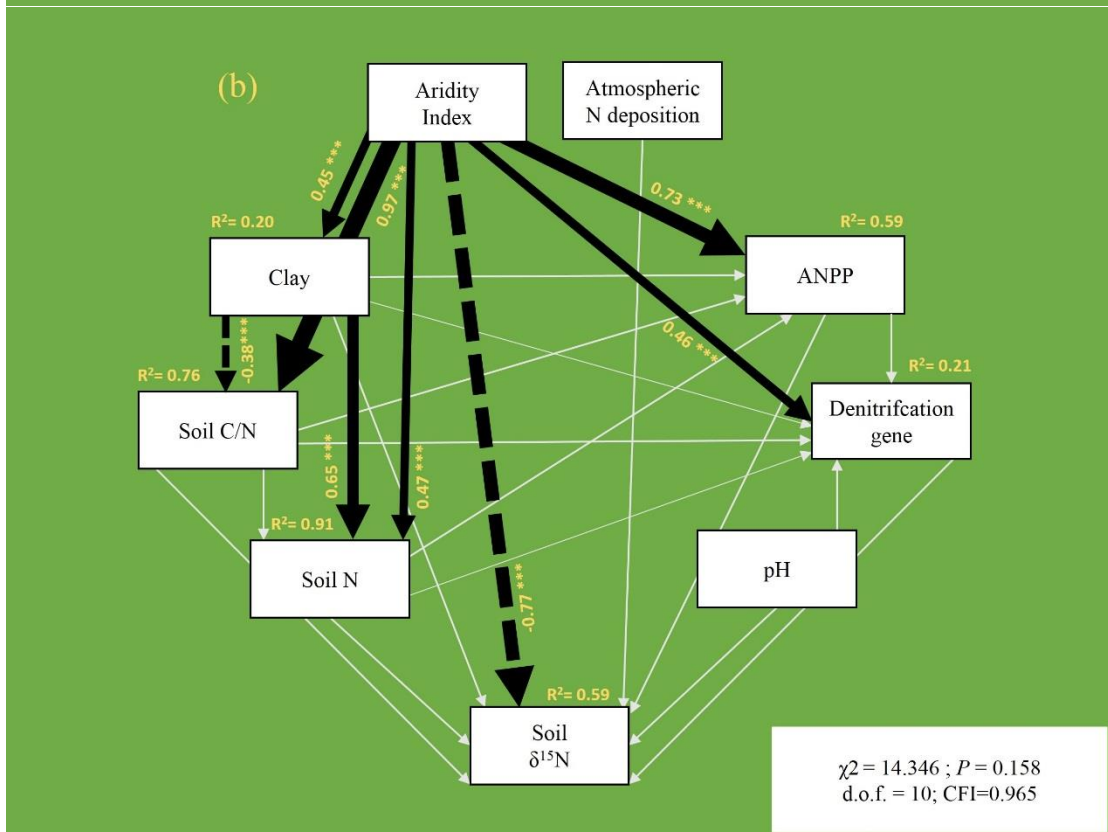 (b)
Aridity
Index
Atmospheric
N deposition
0.45 ***
0.97 ***
0.73 ***
R²= 0.20
R²= 0.59
Clay
ANPP
0.46 ***
-0.38***
R²= 0.76
R²= 0.21
Soil C/N
Denitrifcation
gene
0.65 ***
0.47 ***
R²= 0.91
Soil N
pH
-0.77 ***
R²= 0.59
Soil
δ¹⁵N
χ2 = 14.346 ; P = 0.158
d.o.f. = 10; CFI=0.965